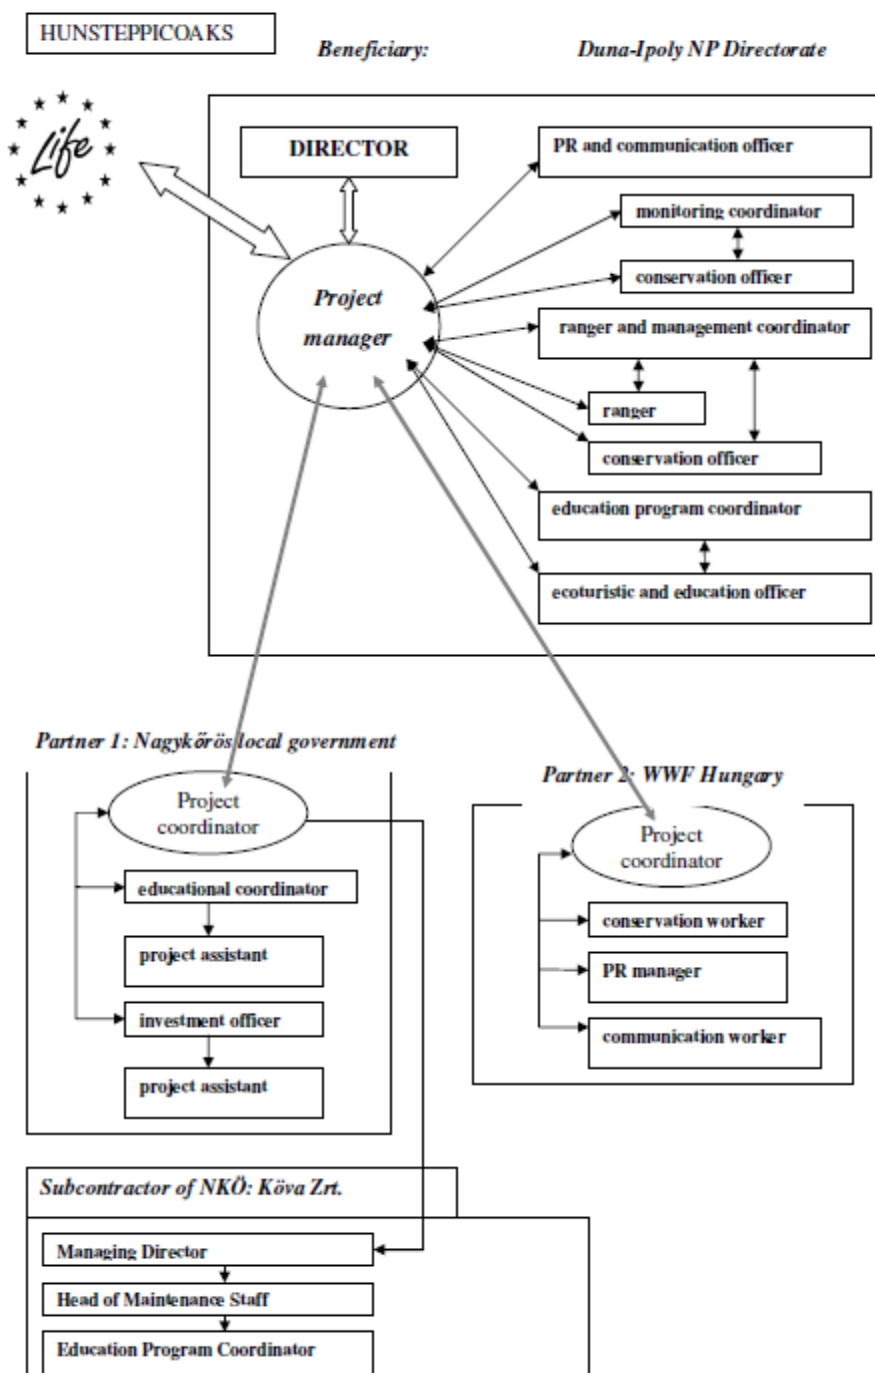 HUNSTEPPICOAKS
Beneficiary: Duna-Ipoly NP Directorate
Life
DIRECTOR
PR and communication officer
monitoring coordinator
conservation officer
Project
manager
ranger and management coordinator
ranger
conservation officer
education program coordinator
ecoturistic and education officer
Partner 1: Nagykőrös local government
Project
coordinator
educational coordinator
project assistant
investment officer
project assistant
Partner 2: WWF Hungary
Project
coordinator
conservation worker
PR manager
communication worker
Subcontractor of NKÖ: Köva Zrt.
Managing Director
Head of Maintenance Staff
Education Program Coordinator